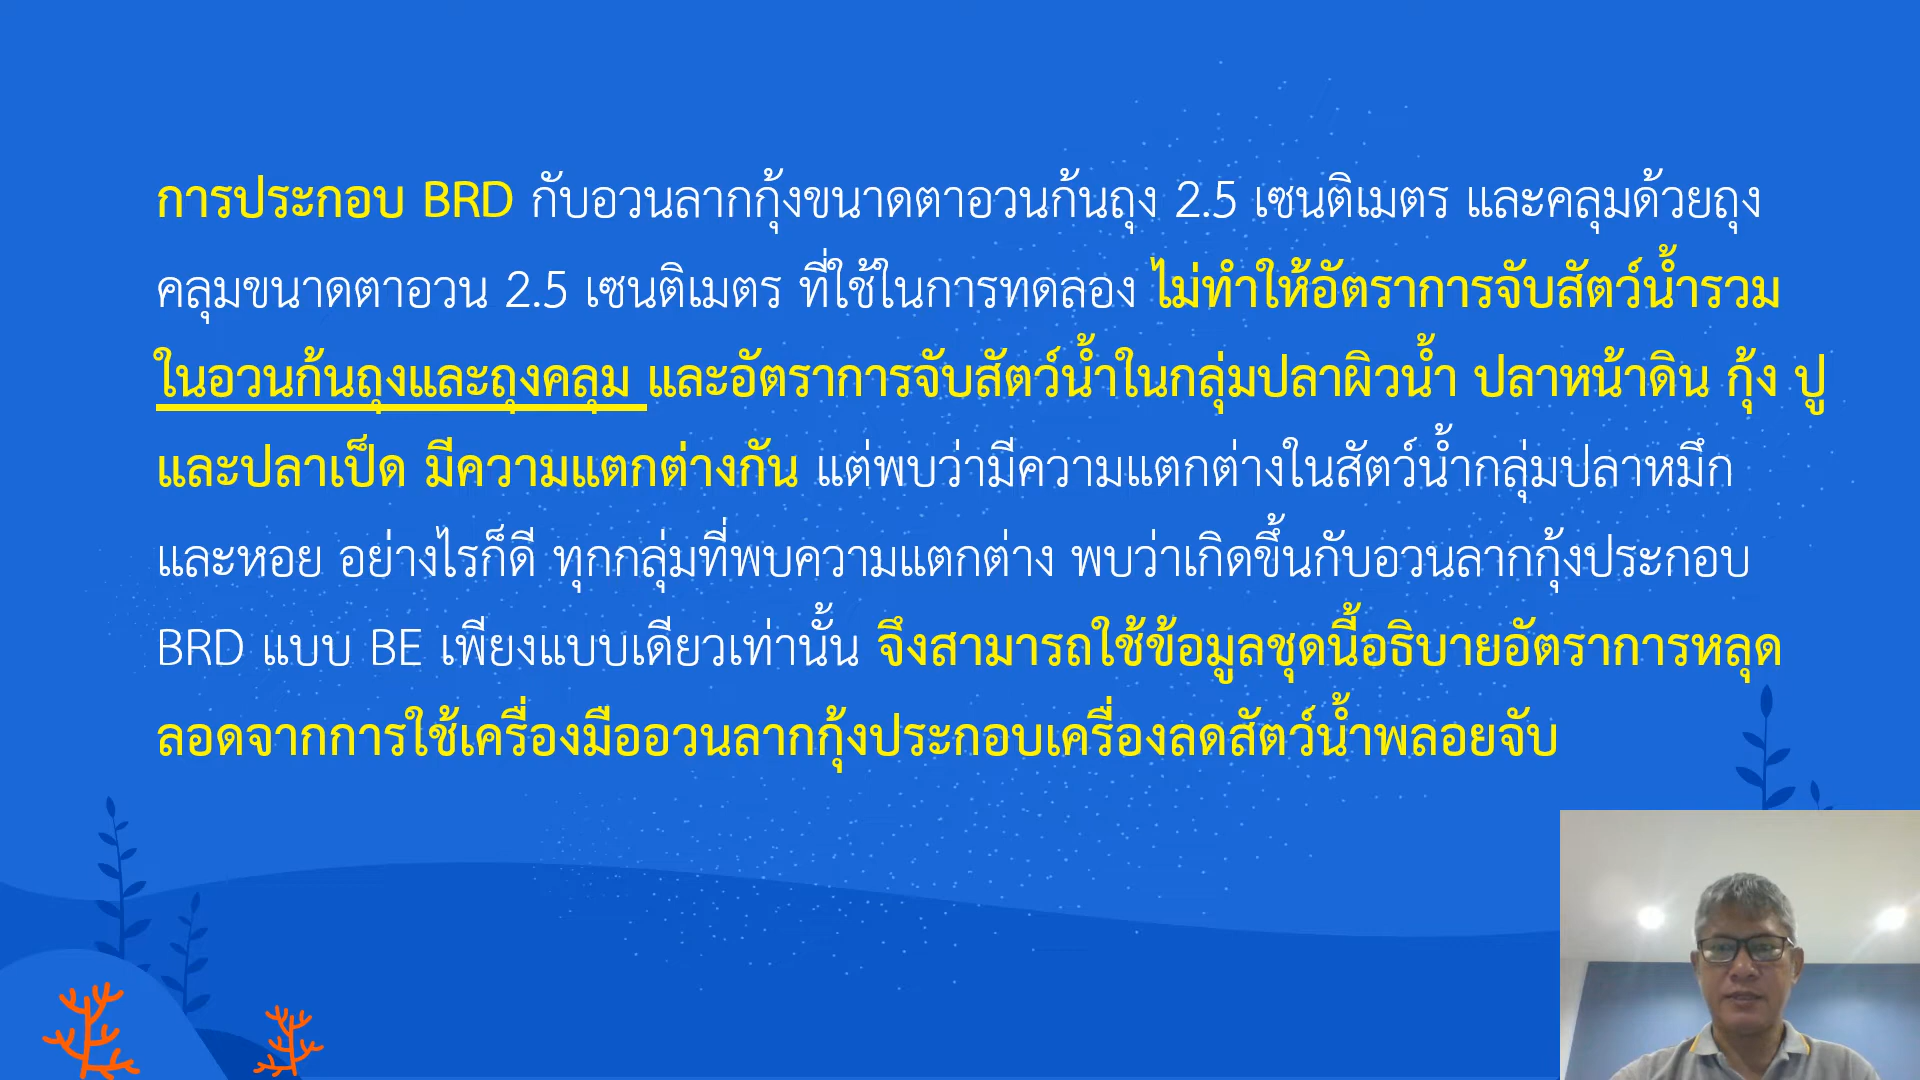 การประกอบ BRD กับอวนลากกุ้งขนาดตาอวนก้นถุง 2.5 เซนติเมตร และคลุมด้วยถุง
คลุมขนาดตาอวน 2.5 เซนติเมตร ที่ใช้ในการทดลอง ไม่ทำให้อัตราการจับสัตว์น้ำรวม
ในอวนก้นถุงและถุงคลุม และอัตราการจับสัตว์น้ำในกลุ่มปลาผิวน้ำ ปลาหน้าดิน กุ้ง ปู
และปลาเป็ด มีความแตกต่างกัน แต่พบว่ามีความแตกต่างในสัตว์น้ำกลุ่มปลาหมึก
และหอย อย่างไรก็ดี ทุกกลุ่มที่พบความแตกต่าง พบว่าเกิดขึ้นกับอวนลากกุ้งประกอบ
BRD แบบ BE เพียงแบบเดียวเท่านั้น จึงสามารถใช้ข้อมูลชุดนี้อธิบายอัตราการหลุด
ลอดจากการใช้เครื่องมืออวนลากกุ้งประกอบเครื่องลดสัตว์น้ำพลอยจับ